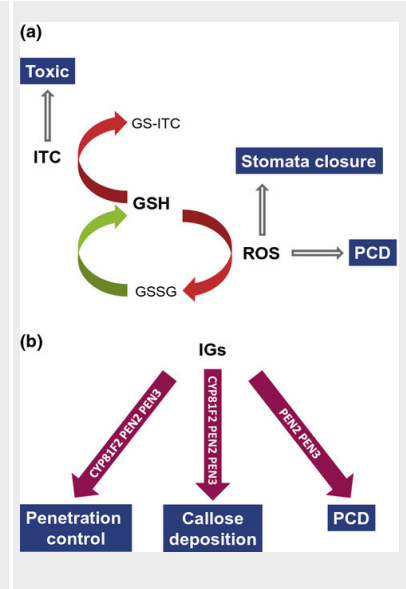 (a)
Toxic
GS-ITC
ITC
Stomata closure
GSH
ROS
PCD
GSSG
(b)
IGs
CYP81F2 PEN2 PEN3
CYP81F2 PEN2 PEN3
PEN2 PEN3
Penetration
control
Callose
deposition
PCD